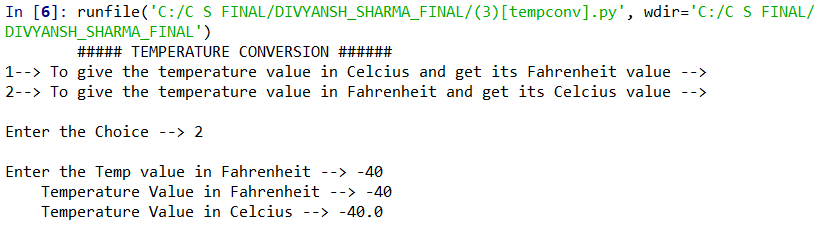 In [6]: runfile('C:/C S FINAL/DIVYANSH_SHARMA_FINAL/(3)[tempconv].py', wdir='C:/C S FINAL/
DIVYANSH_SHARMA_FINAL')
##### TEMPERATURE CONVERSION ######
1--> To give the temperature value in Celcius and get its Fahrenheit value -->
2--> To give the temperature value in Fahrenheit and get its Celcius value -->
Enter the Choice --> 2
Enter the Temp value in Fahrenheit --> -40
Temperature Value in Fahrenheit --> -40
Temperature Value in Celcius --> -40.0